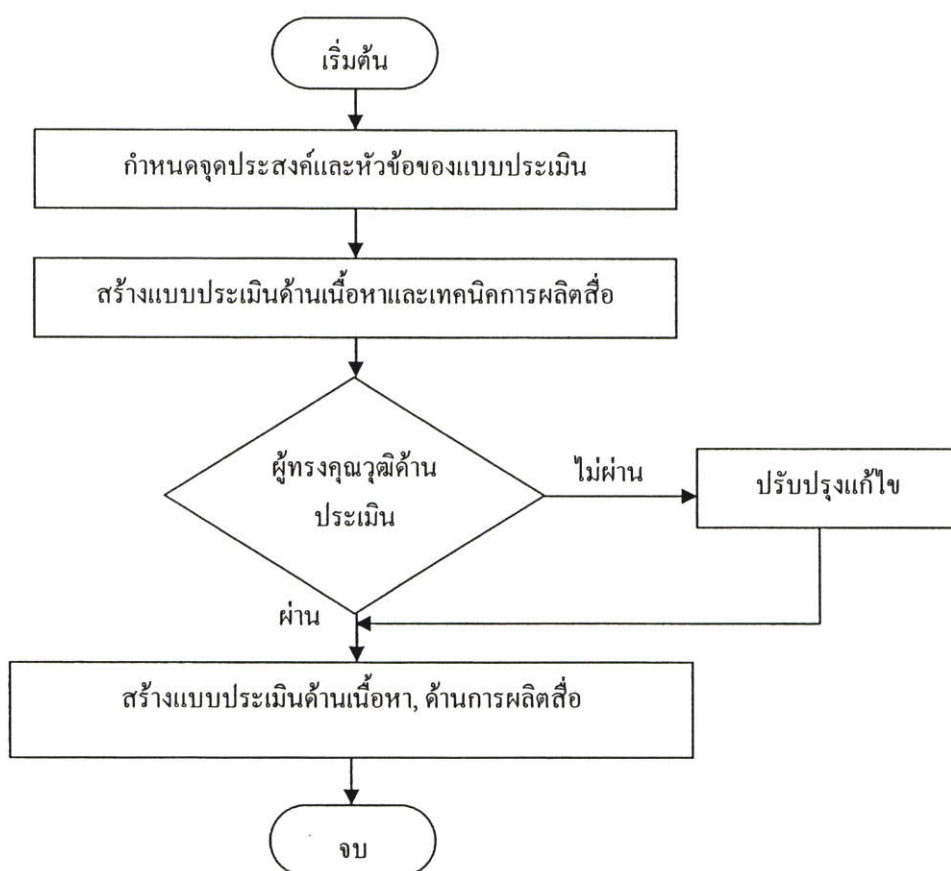 เริ่มต้น
กำหนดจุดประสงค์และหัวข้อของแบบประเมิน
สร้างแบบประเมินด้านเนื้อหาและเทคนิคการผลิตสื่อ
ผู้ทรงคุณวุฒิด้าน
ประเมิน
ไม่ผ่าน
ปรับปรุงแก้ไข
ผ่าน
สร้างแบบประเมินด้านเนื้อหา, ด้านการผลิตสื่อ
จบ